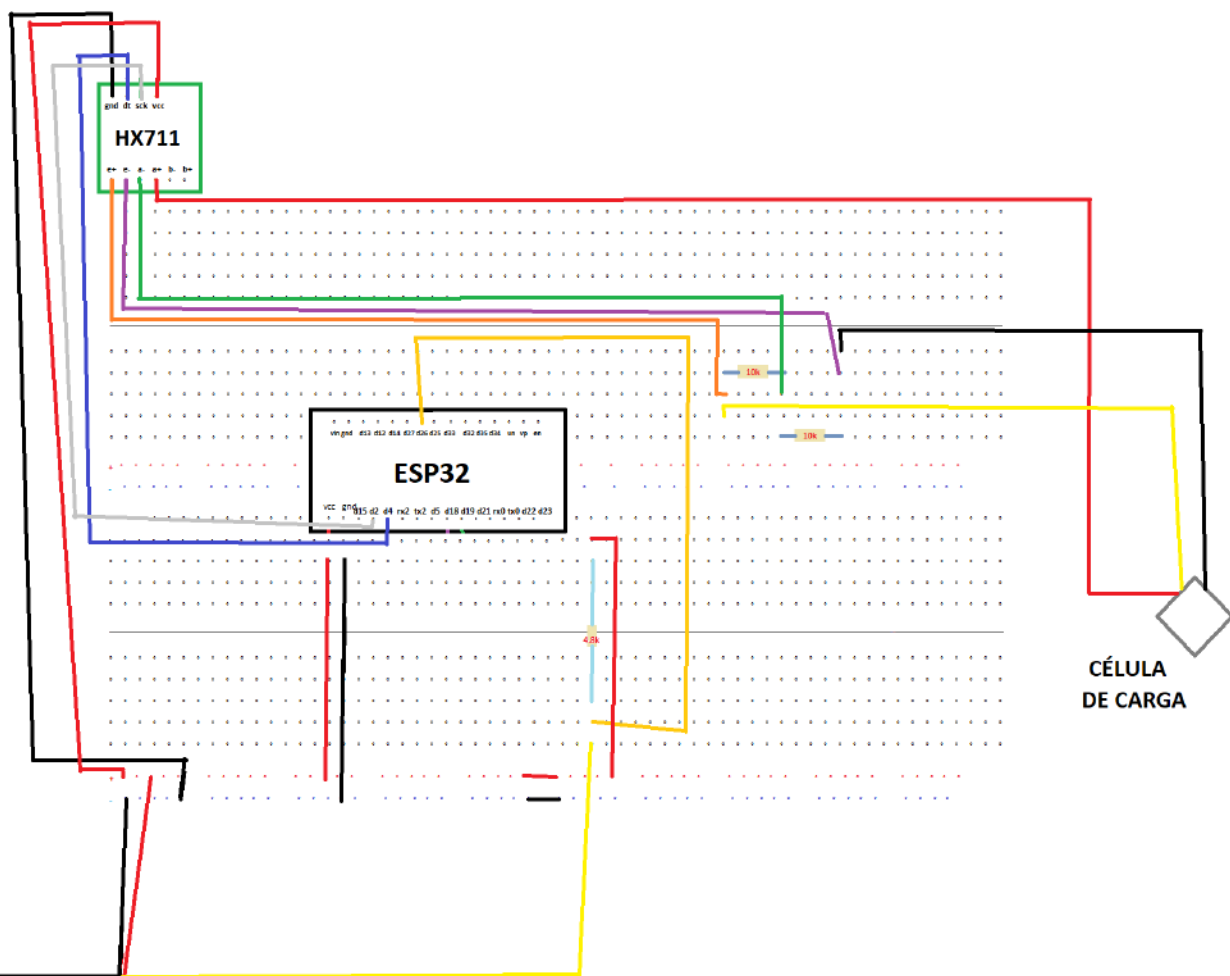 gnd dt sck vcc
HX711
e+ e- a- a+ b- b+
10k
10k
vin gnd d13 d12 d14 d27 d26 d25 d33 d32 d35 d34 vn vp en
ESP32
vcc gnd d15 d2 d4 rx2 tx2 d5 d18 d19 d21 rx0 tx0 d22 d23
4.8k
CÉLULA
DE CARGA